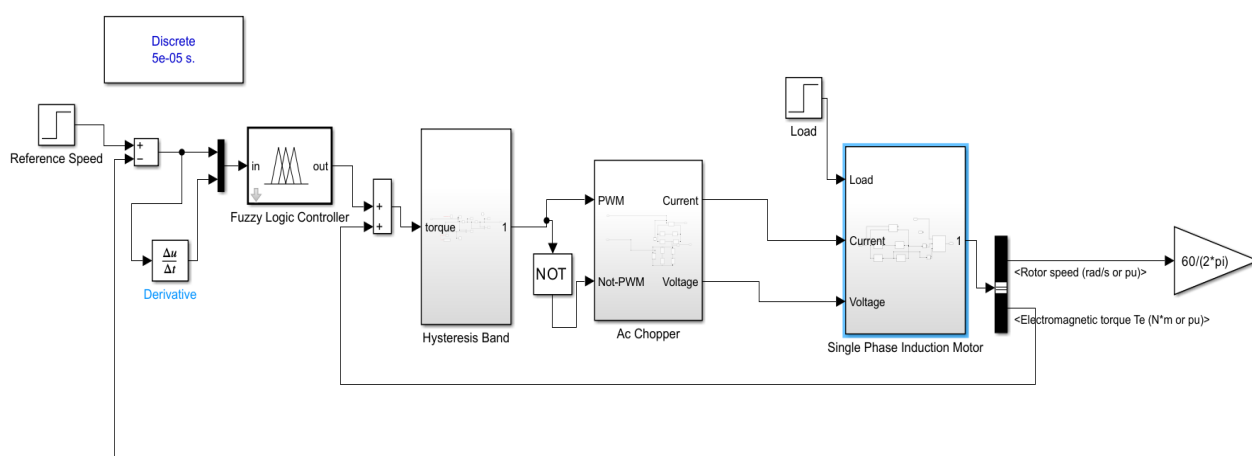 Discrete
5e-05 s.
Reference Speed
+
−
Δu
Δt
Derivative
in
out
Fuzzy Logic Controller
+
+
torque
1
Hysteresis Band
NOT
PWM
Not-PWM
Current
Voltage
Ac Chopper
Load
Load
Current
Voltage
1
Single Phase Induction Motor
<Rotor speed (rad/s or pu)>
<Electromagnetic torque Te (N*m or pu)>
60/(2*pi)